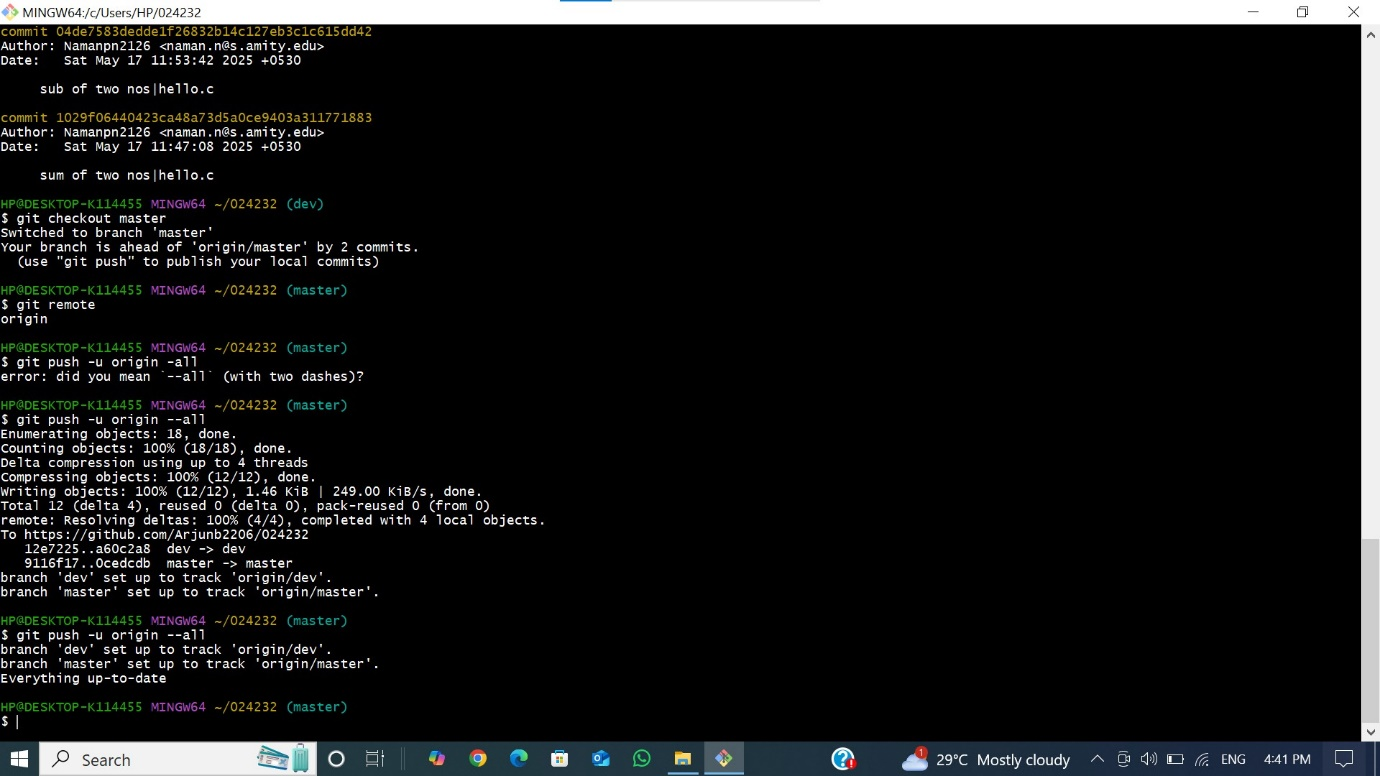 MINGW64:/c/Users/HP/024232
commit 04de7583dedde1f26832b14c127eb3c1c615dd42
Author: Namanpn2126 <naman.n@s.amity.edu>
Date:   Sat May 17 11:53:42 2025 +0530
sub of two nos|hello.c
commit 1029f06440423ca48a73d5a0ce9403a311771883
Author: Namanpn2126 <naman.n@s.amity.edu>
Date:   Sat May 17 11:47:08 2025 +0530
sum of two nos|hello.c
HP@DESKTOP-K114455 MINGW64 ~/024232 (dev)
$ git checkout master
Switched to branch 'master'
Your branch is ahead of 'origin/master' by 2 commits.
(use "git push" to publish your local commits)
HP@DESKTOP-K114455 MINGW64 ~/024232 (master)
$ git remote
origin
HP@DESKTOP-K114455 MINGW64 ~/024232 (master)
$ git push -u origin -all
error: did you mean `--all` (with two dashes)?
HP@DESKTOP-K114455 MINGW64 ~/024232 (master)
$ git push -u origin --all
Enumerating objects: 18, done.
Counting objects: 100% (18/18), done.
Delta compression using up to 4 threads
Compressing objects: 100% (12/12), done.
Writing objects: 100% (12/12), 1.46 KiB | 249.00 KiB/s, done.
Total 12 (delta 4), reused 0 (delta 0), pack-reused 0 (from 0)
remote: Resolving deltas: 100% (4/4), completed with 4 local objects.
To https://github.com/Arjunb2206/024232
12e7225..a60c2a8  dev -> dev
9116f17..0cedcdb  master -> master
branch 'dev' set up to track 'origin/dev'.
branch 'master' set up to track 'origin/master'.
HP@DESKTOP-K114455 MINGW64 ~/024232 (master)
$ git push -u origin --all
branch 'dev' set up to track 'origin/dev'.
branch 'master' set up to track 'origin/master'.
Everything up-to-date
HP@DESKTOP-K114455 MINGW64 ~/024232 (master)
$
Search
1
29°C Mostly cloudy
ENG
4:41 PM